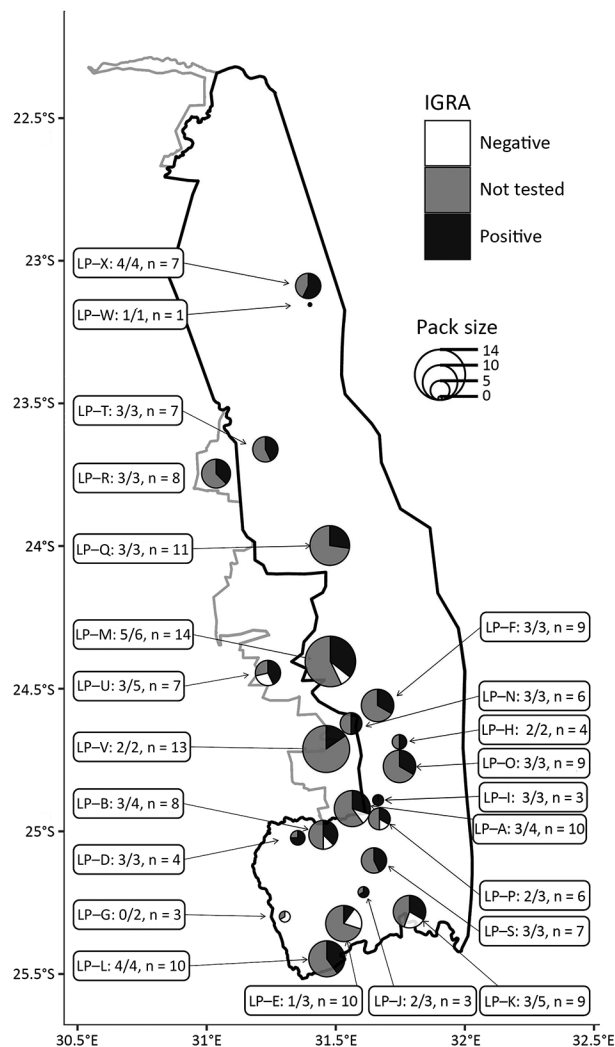 IGRA
Negative
Not tested
Positive
Pack size
14
10
5
0
22.5°S
23°S
23.5°S
24°S
24.5°S
25°S
25.5°S
LP–X: 4/4, n = 7
LP–W: 1/1, n = 1
LP–T: 3/3, n = 7
LP–R: 3/3, n = 8
LP–Q: 3/3, n = 11
LP–M: 5/6, n = 14
LP–U: 3/5, n = 7
LP–V: 2/2, n = 13
LP–B: 3/4, n = 8
LP–D: 3/3, n = 4
LP–G: 0/2, n = 3
LP–L: 4/4, n = 10
LP–F: 3/3, n = 9
LP–N: 3/3, n = 6
LP–H: 2/2, n = 4
LP–O: 3/3, n = 9
LP–I: 3/3, n = 3
LP–A: 3/4, n = 10
LP–P: 2/3, n = 6
LP–S: 3/3, n = 7
LP–E: 1/3, n = 10
LP–J: 2/3, n = 3
LP–K: 3/5, n = 9
30.5°E
31°E
31.5°E
32°E
32.5°E